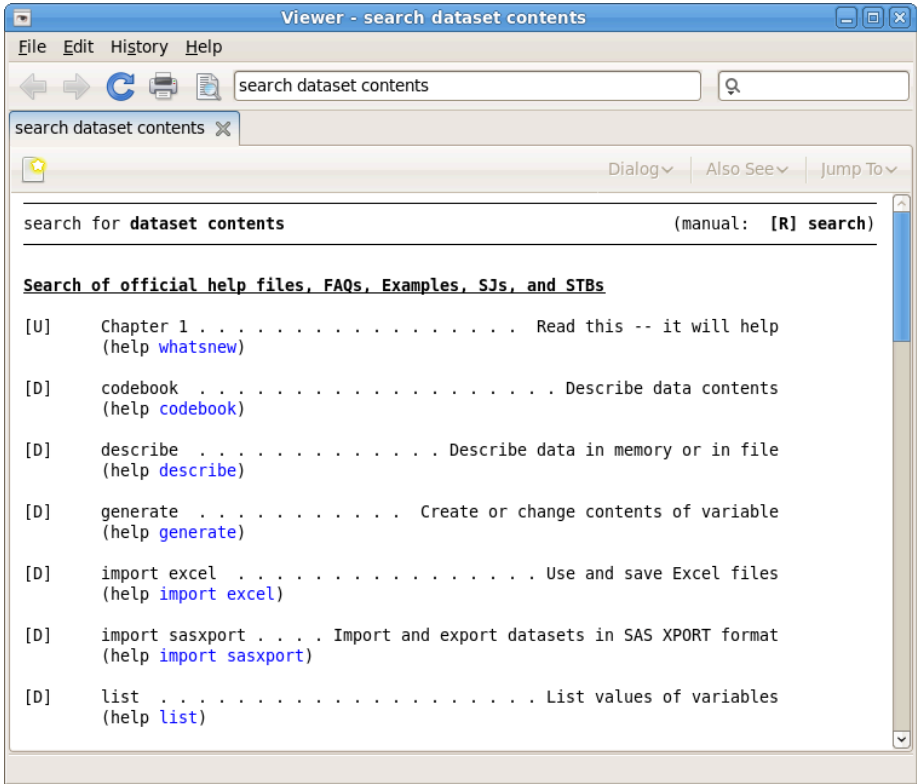 Viewer - search dataset contents
File Edit History Help
search dataset contents
search dataset contents
Dialog Also See Jump To
search for dataset contents (manual: [R] search)
Search of official help files, FAQs, Examples, SJs, and STBs
[U] Chapter 1 . . . . . . . . . . . . . . . . . . Read this -- it will help
(help whatsnew)
[D] codebook . . . . . . . . . . . . . . . . . . . Describe data contents
(help codebook)
[D] describe . . . . . . . . . . . . . Describe data in memory or in file
(help describe)
[D] generate . . . . . . . . . . . Create or change contents of variable
(help generate)
[D] import excel . . . . . . . . . . . . . . . . Use and save Excel files
(help import excel)
[D] import sasxport . . . . Import and export datasets in SAS XPORT format
(help import sasxport)
[D] list . . . . . . . . . . . . . . . . . . . . List values of variables
(help list)